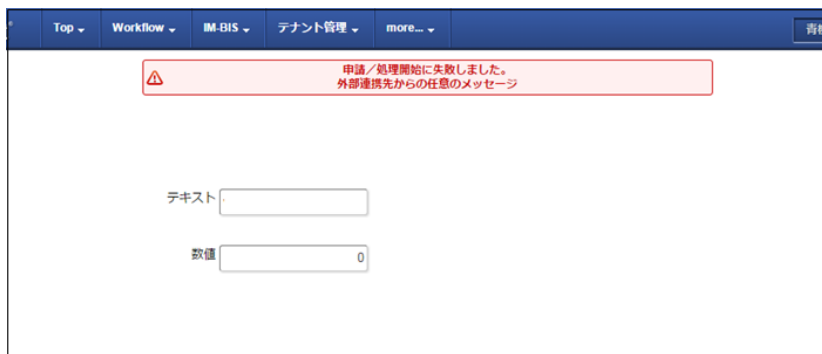 Top Workflow IM-BIS テナント管理 more...
申請／処理開始に失敗しました。
外部連携先からの任意のメッセージ
テキスト
数値 0